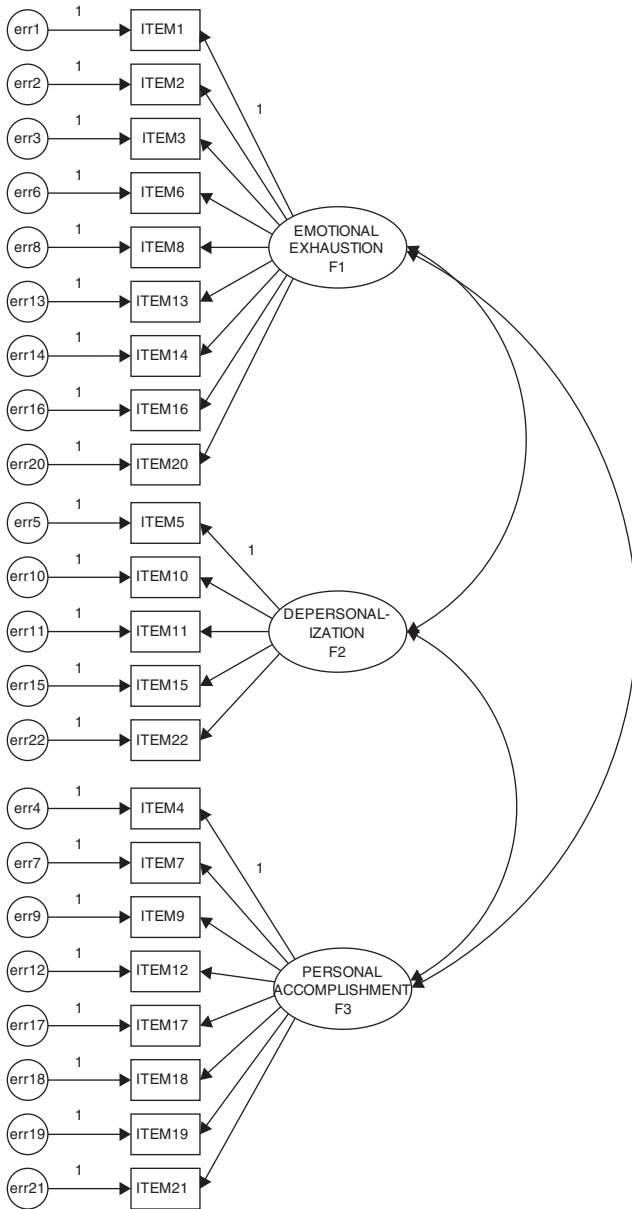 1
err1 ITEM1
1
err2 ITEM2
1
1
err3 ITEM3
1
err6 ITEM6
EMOTIONAL
EXHAUSTION
F1
1
err8 ITEM8
1
err13 ITEM13
1
err14 ITEM14
1
err16 ITEM16
1
err20 ITEM20
1
err5 ITEM5
1
1
err10 ITEM10
DEPERSONAL-
IZATION
F2
1
err11 ITEM11
1
err15 ITEM15
1
err22 ITEM22
1
err4 ITEM4
1
1
err7 ITEM7
1
err9 ITEM9
1
err12 ITEM12
PERSONAL
ACCOMPLISHMENT
F3
1
err17 ITEM17
1
err18 ITEM18
1
err19 ITEM19
1
err21 ITEM21